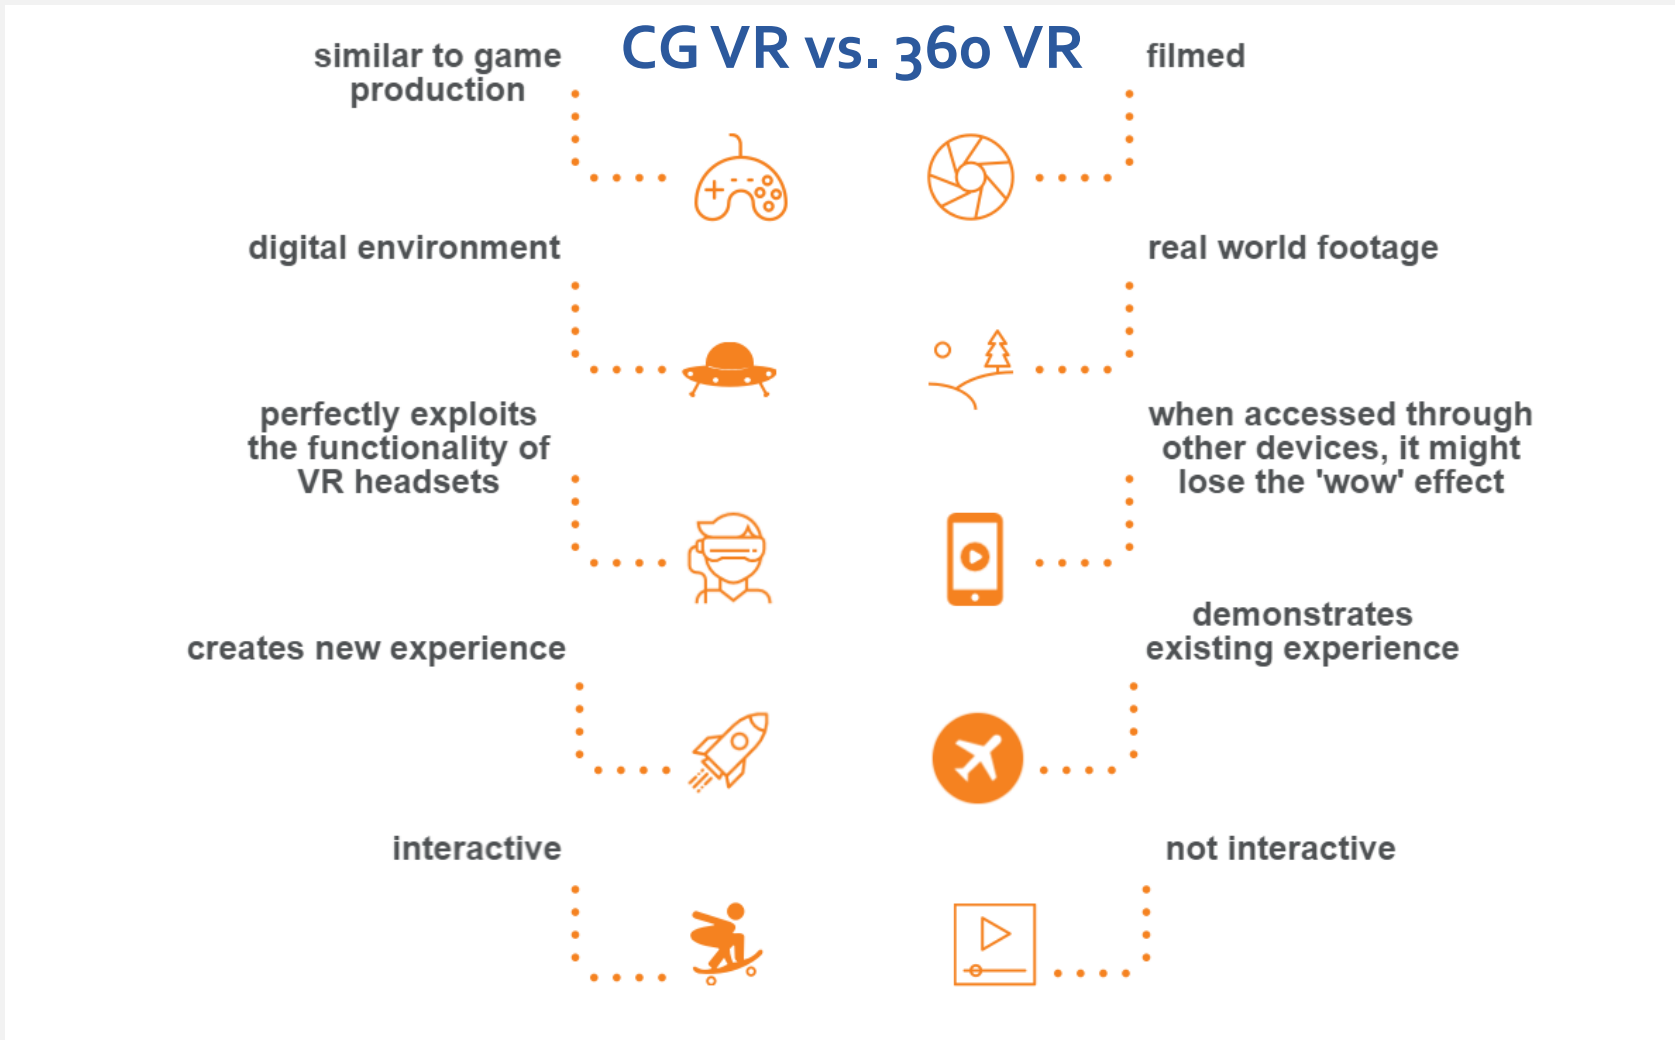 CG VR vs. 360 VR
similar to game
production
filmed
digital environment
real world footage
perfectly exploits
the functionality of
VR headsets
when accessed through
other devices, it might
lose the 'wow' effect
creates new experience
demonstrates
existing experience
interactive
not interactive